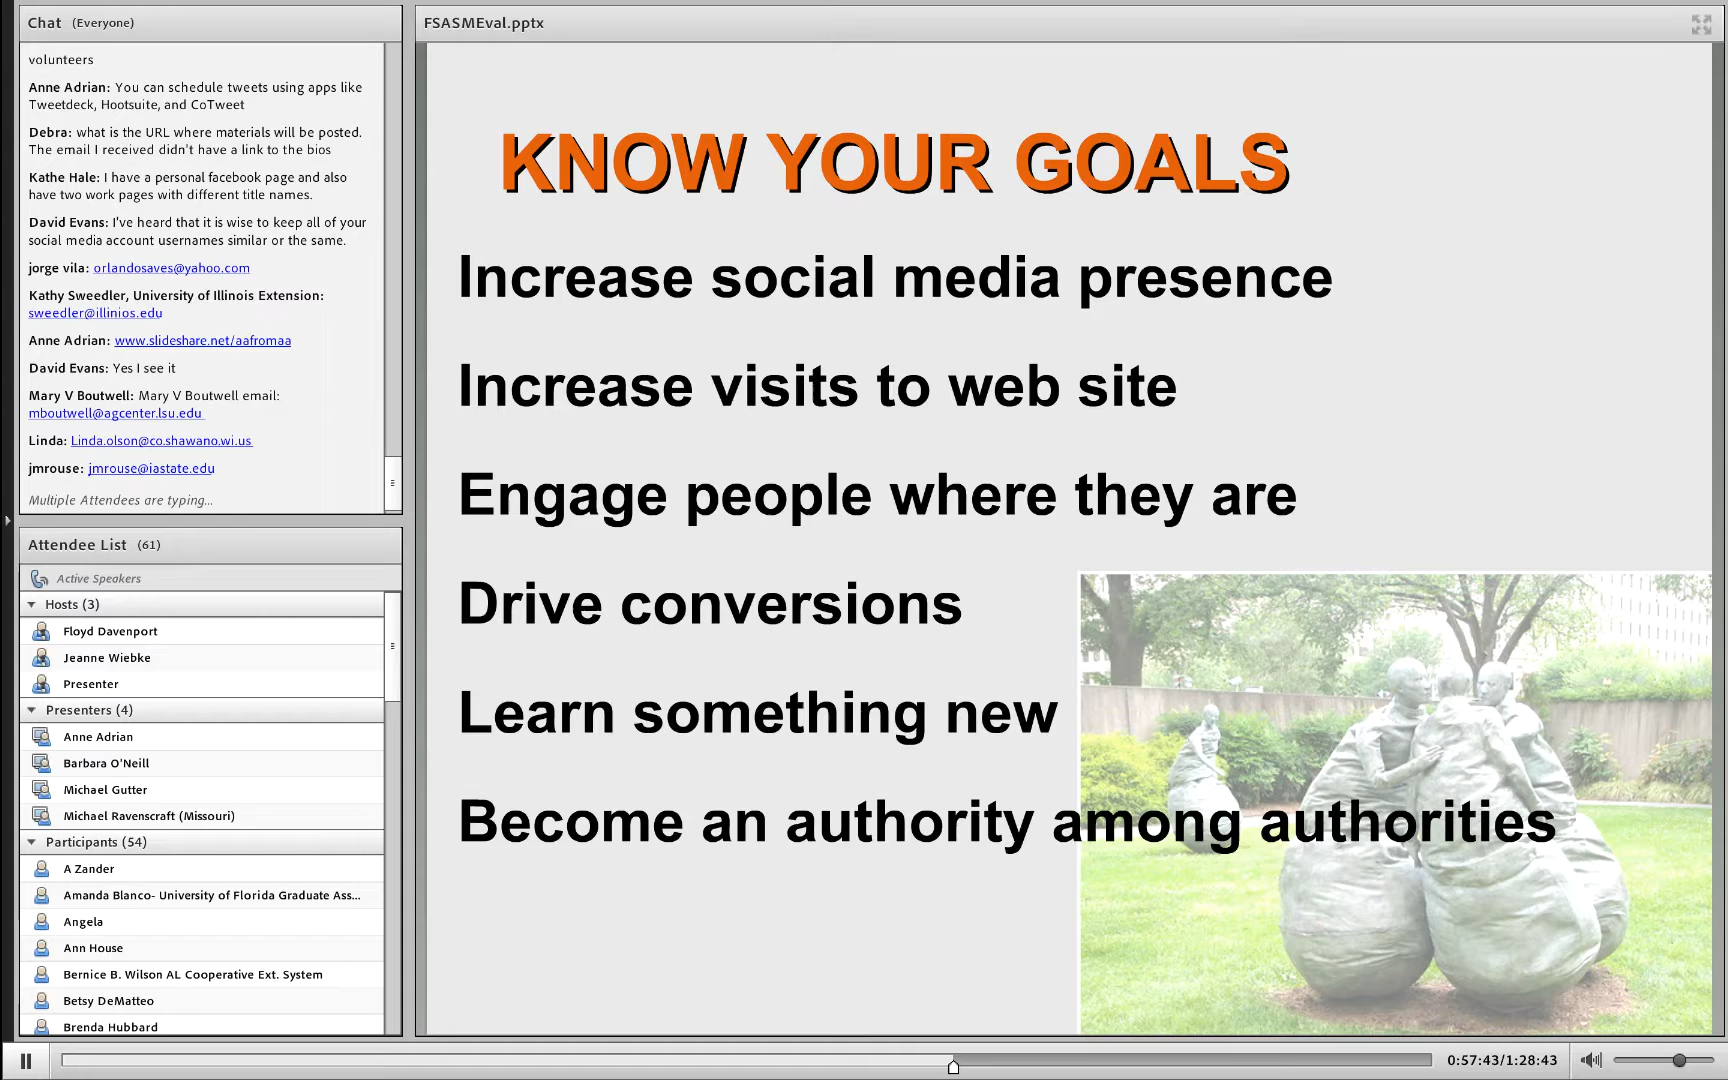 Chat (Everyone)
volunteers
Anne Adrian: You can schedule tweets using apps like
Tweetdeck, Hootsuite, and CoTweet
Debra: what is the URL where materials will be posted.
The email I received didn't have a link to the bios
Kathe Hale: I have a personal facebook page and also
have two work pages with different title names.
David Evans: I've heard that it is wise to keep all of your
social media account usernames similar or the same.
jorge vila: orlandosaves@yahoo.com
Kathy Sweedler, University of Illinois Extension:
sweedler@illinios.edu
Anne Adrian: www.slideshare.net/aafromaa
David Evans: Yes I see it
Mary V Boutwell: Mary V Boutwell email:
mboutwell@agcenter.lsu.edu
Linda: Linda.olson@co.shawano.wi.us
jmrouse: jmrouse@iastate.edu
Multiple Attendees are typing...
Attendee List (61)
Active Speakers
Hosts (3)
Floyd Davenport
Jeanne Wiebke
Presenter
Presenters (4)
Anne Adrian
Barbara O'Neill
Michael Gutter
Michael Ravenscraft (Missouri)
Participants (54)
A Zander
Amanda Blanco- University of Florida Graduate Ass...
Angela
Ann House
Bernice B. Wilson AL Cooperative Ext. System
Betsy DeMatteo
Brenda Hubbard
FSASMEval.pptx
KNOW YOUR GOALS
Increase social media presence
Increase visits to web site
Engage people where they are
Drive conversions
Learn something new
Become an authority among authorities
0:57:43/1:28:43